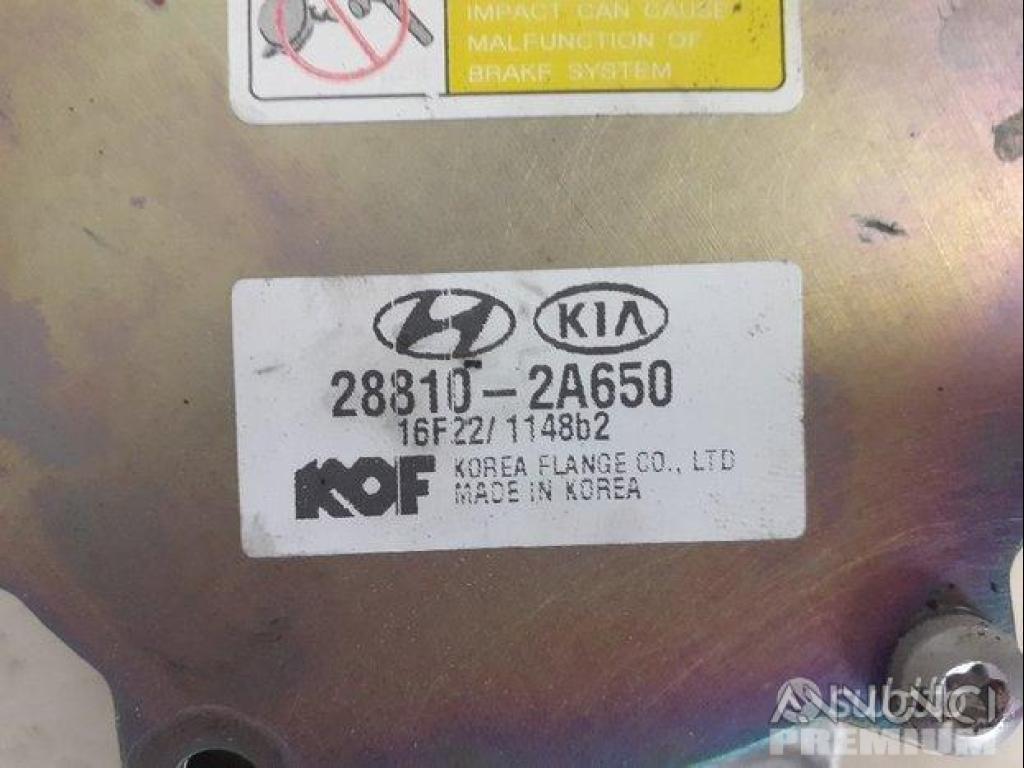 IMPACT CAN CAUSE
MALFUNCTION OF
BRAKE SYSTEM
KIA
28810-2A650
16F22/1148b2
KOF KOREA FLANGE CO., LTD
MADE IN KOREA
subito
PREMIUM